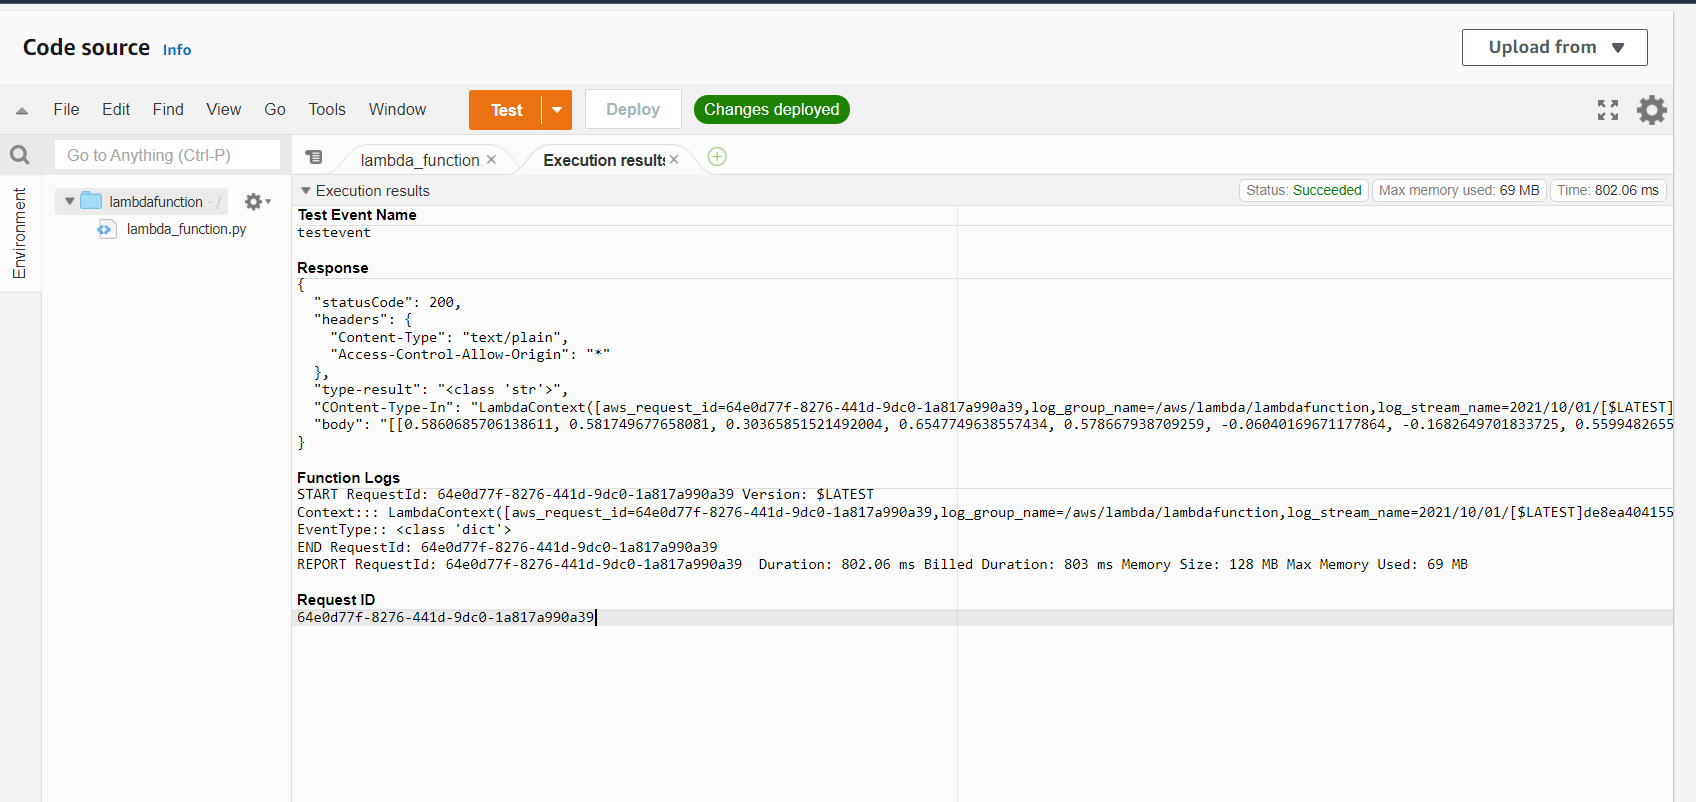 Code source Info
Upload from
File Edit Find View Go Tools Window Test Deploy Changes deployed
Go to Anything (Ctrl-P)
lambda_function
Execution results
Environment
lambdafunction - /
lambda_function.py
Execution results
Status: Succeeded
Max memory used: 69 MB
Time: 802.06 ms
Test Event Name
testevent
Response
{
"statusCode": 200,
"headers": {
"Content-Type": "text/plain",
"Access-Control-Allow-Origin": "*"
},
"type-result": "<class 'str'>",
"COntent-Type-In": "LambdaContext([aws_request_id=64e0d77f-8276-441d-9dc0-1a817a990a39,log_group_name=/aws/lambda/lambdafunction,log_stream_name=2021/10/01/[$LATEST]
"body": "[[0.5860685706138611, 0.581749677658081, 0.30365851521492004, 0.6547749638557434, 0.578667938709259, -0.06040169671177864, -0.1682649701833725, 0.5599482655
}
Function Logs
START RequestId: 64e0d77f-8276-441d-9dc0-1a817a990a39 Version: $LATEST
Context::: LambdaContext([aws_request_id=64e0d77f-8276-441d-9dc0-1a817a990a39,log_group_name=/aws/lambda/lambdafunction,log_stream_name=2021/10/01/[$LATEST]de8ea404155
EventType:: <class 'dict'>
END RequestId: 64e0d77f-8276-441d-9dc0-1a817a990a39
REPORT RequestId: 64e0d77f-8276-441d-9dc0-1a817a990a39 Duration: 802.06 ms Billed Duration: 803 ms Memory Size: 128 MB Max Memory Used: 69 MB
Request ID
64e0d77f-8276-441d-9dc0-1a817a990a39